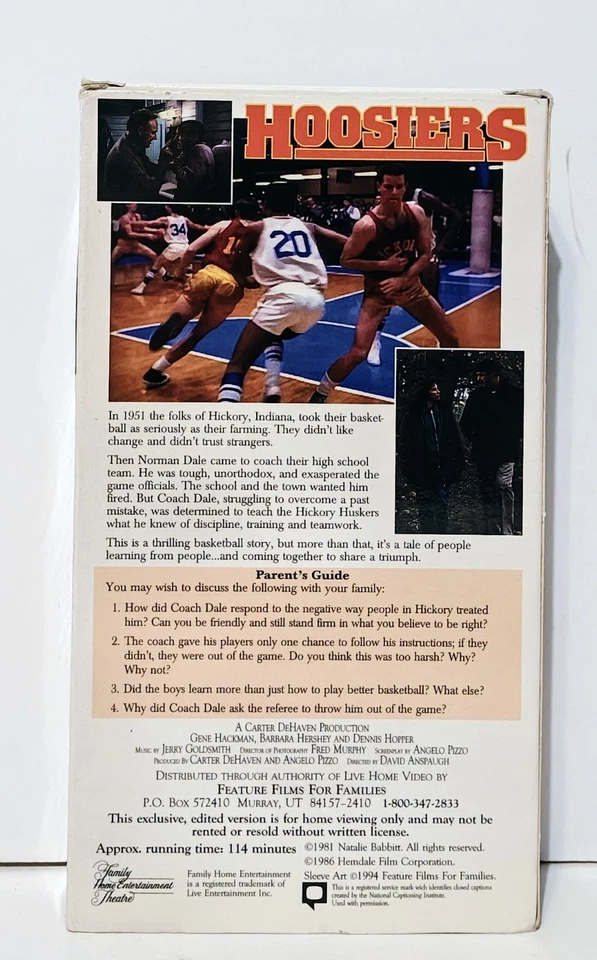 HOOSIERS
34
20
In 1951 the folks of Hickory, Indiana, took their basket-
ball as seriously as their farming. They didn't like
change and didn't trust strangers.
Then Norman Dale came to coach their high school
team. He was tough, unorthodox, and exasperated the
game officials. The school and the town wanted him
fired. But Coach Dale, struggling to overcome a past
mistake, was determined to teach the Hickory Huskers
what he knew of discipline, training and teamwork.
This is a thrilling basketball story, but more than that, it's a tale of people
learning from people...and coming together to share a triumph.
Parent's Guide
You may wish to discuss the following with your family:
1. How did Coach Dale respond to the negative way people in Hickory treated
him? Can you be friendly and still stand firm in what you believe to be right?
2. The coach gave his players only one chance to follow his instructions; if they
didn't, they were out of the game. Do you think this was too harsh? Why?
Why not?
3. Did the boys learn more than just how to play better basketball? What else?
4. Why did Coach Dale ask the referee to throw him out of the game?
A CARTER DEHAVEN PRODUCTION
GENE HACKMAN, BARBARA HERSHEY AND DENNIS HOPPER
MUSIC BY JERRY GOLDSMITH DIRECTOR OF PHOTOGRAPHY FRED MURPHY SCREENPLAY BY ANGELO PIZZO
PRODUCED BY CARTER DEHAVEN AND ANGELO PIZZO DIRECTED BY DAVID ANSPAUGH
DISTRIBUTED THROUGH AUTHORITY OF LIVE HOME VIDEO BY
FEATURE FILMS FOR FAMILIES
P.O. BOX 572410 MURRAY, UT 84157-2410 1-800-347-2833
This exclusive, edited version is for home viewing only and may not be
rented or resold without written license.
Approx. running time: 114 minutes
©1981 Natalie Babbitt. All rights reserved.
©1986 Hemdale Film Corporation.
Sleeve Art ©1994 Feature Films For Families.
Family
Home Entertainment
Theatre
Family Home Entertainment
is a registered trademark of
Live Entertainment Inc.
This is a registered service mark wich identifies closed captions
created by the National Captioning Institute.
Used with permission.